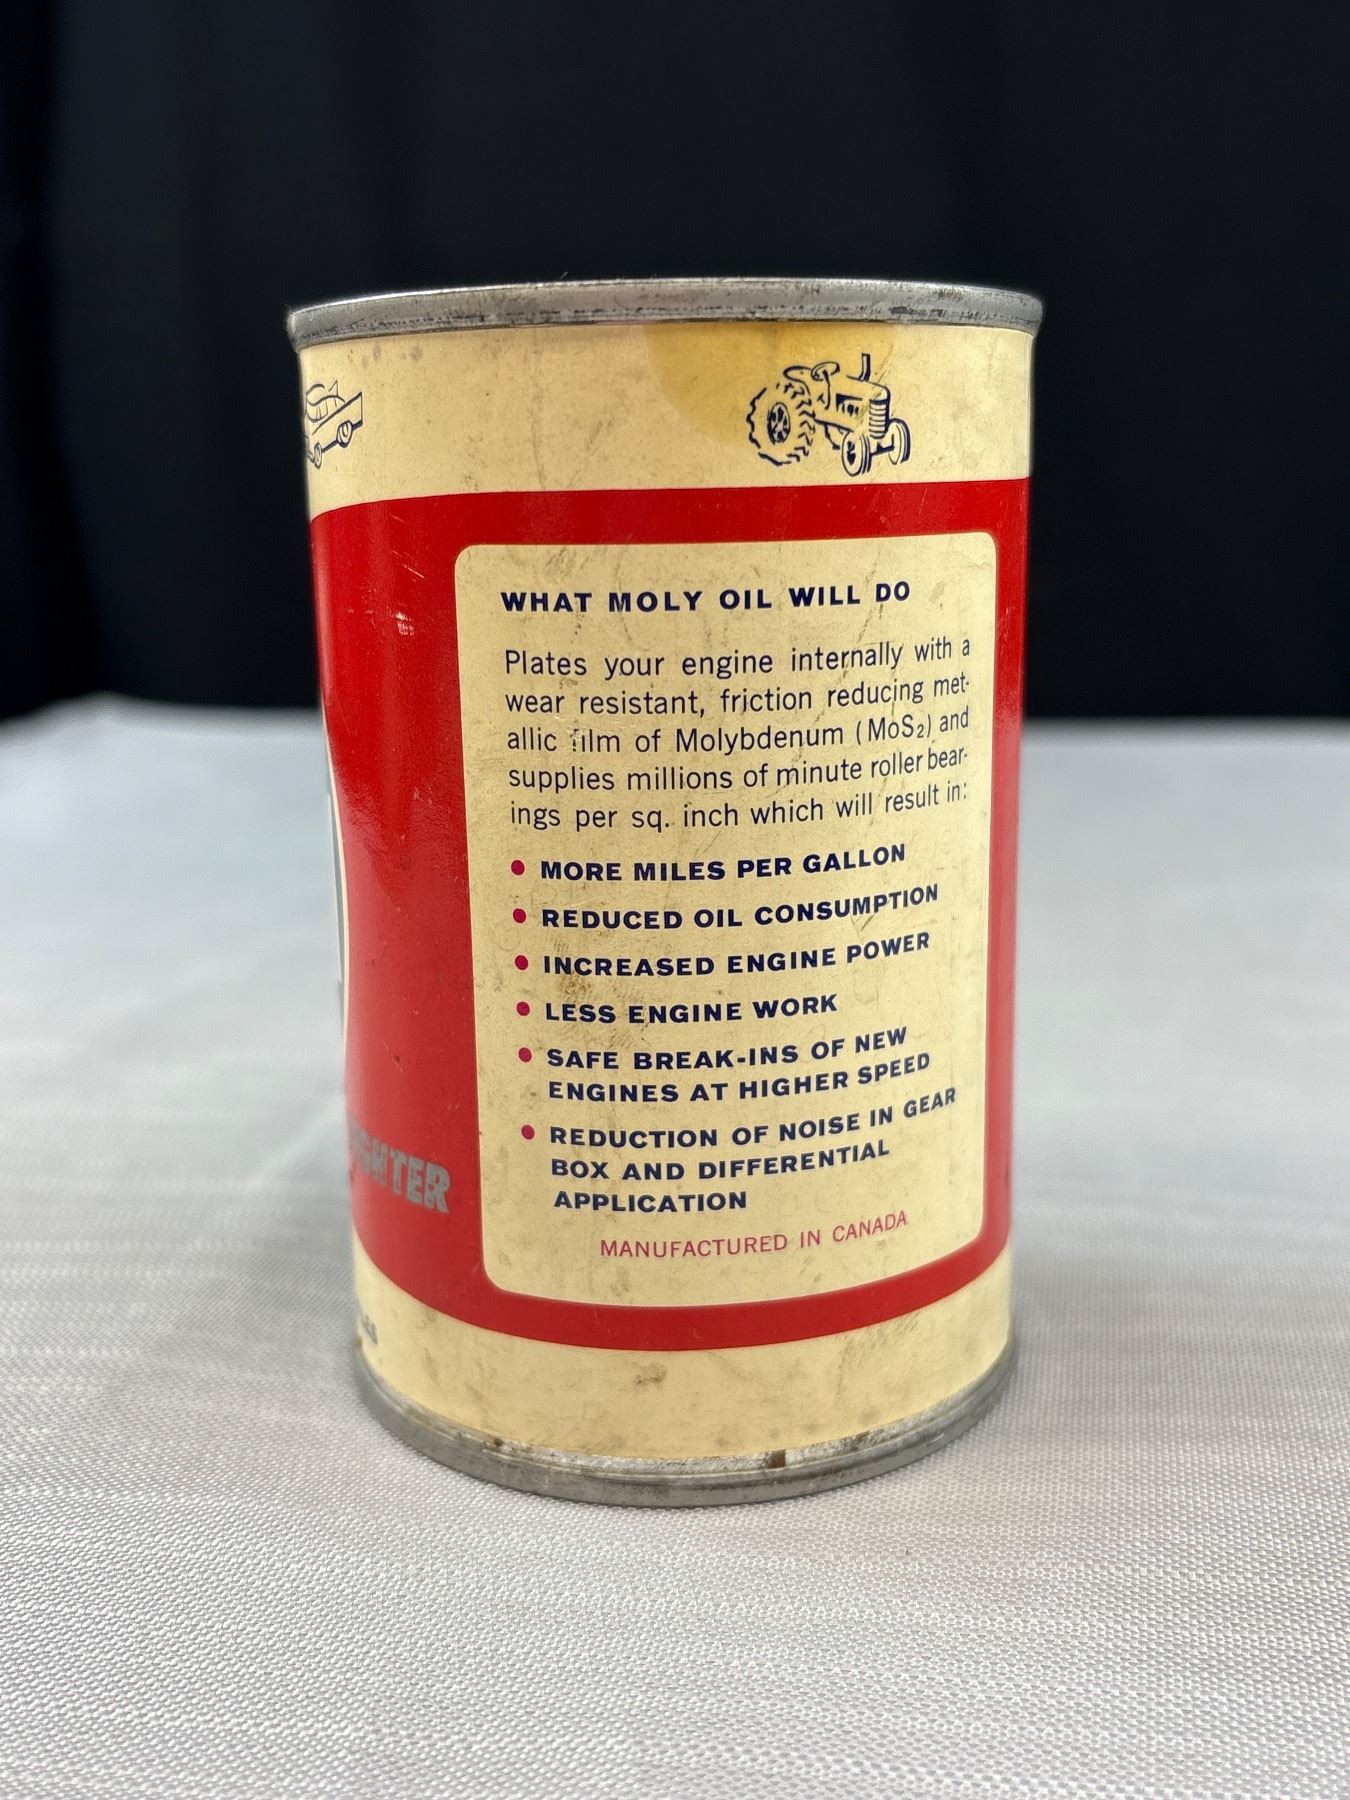 WHAT MOLY OIL WILL DO
Plates your engine internally with a
wear resistant, friction reducing met-
allic film of Molybdenum (MoS₂) and
supplies millions of minute roller bear-
ings per sq. inch which will result in:
• MORE MILES PER GALLON
• REDUCED OIL CONSUMPTION
• INCREASED ENGINE POWER
• LESS ENGINE WORK
• SAFE BREAK-INS OF NEW
ENGINES AT HIGHER SPEED
• REDUCTION OF NOISE IN GEAR
BOX AND DIFFERENTIAL
APPLICATION
MANUFACTURED IN CANADA